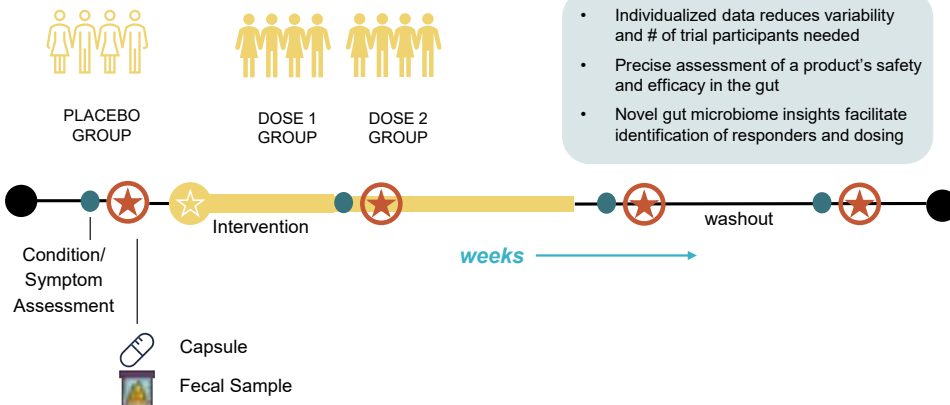 • Individualized data reduces variability
and # of trial participants needed
• Precise assessment of a product's safety
and efficacy in the gut
• Novel gut microbiome insights facilitate
identification of responders and dosing
PLACEBO
GROUP
DOSE 1
GROUP
DOSE 2
GROUP
Intervention
washout
Condition/
Symptom
Assessment
weeks
Capsule
Fecal Sample